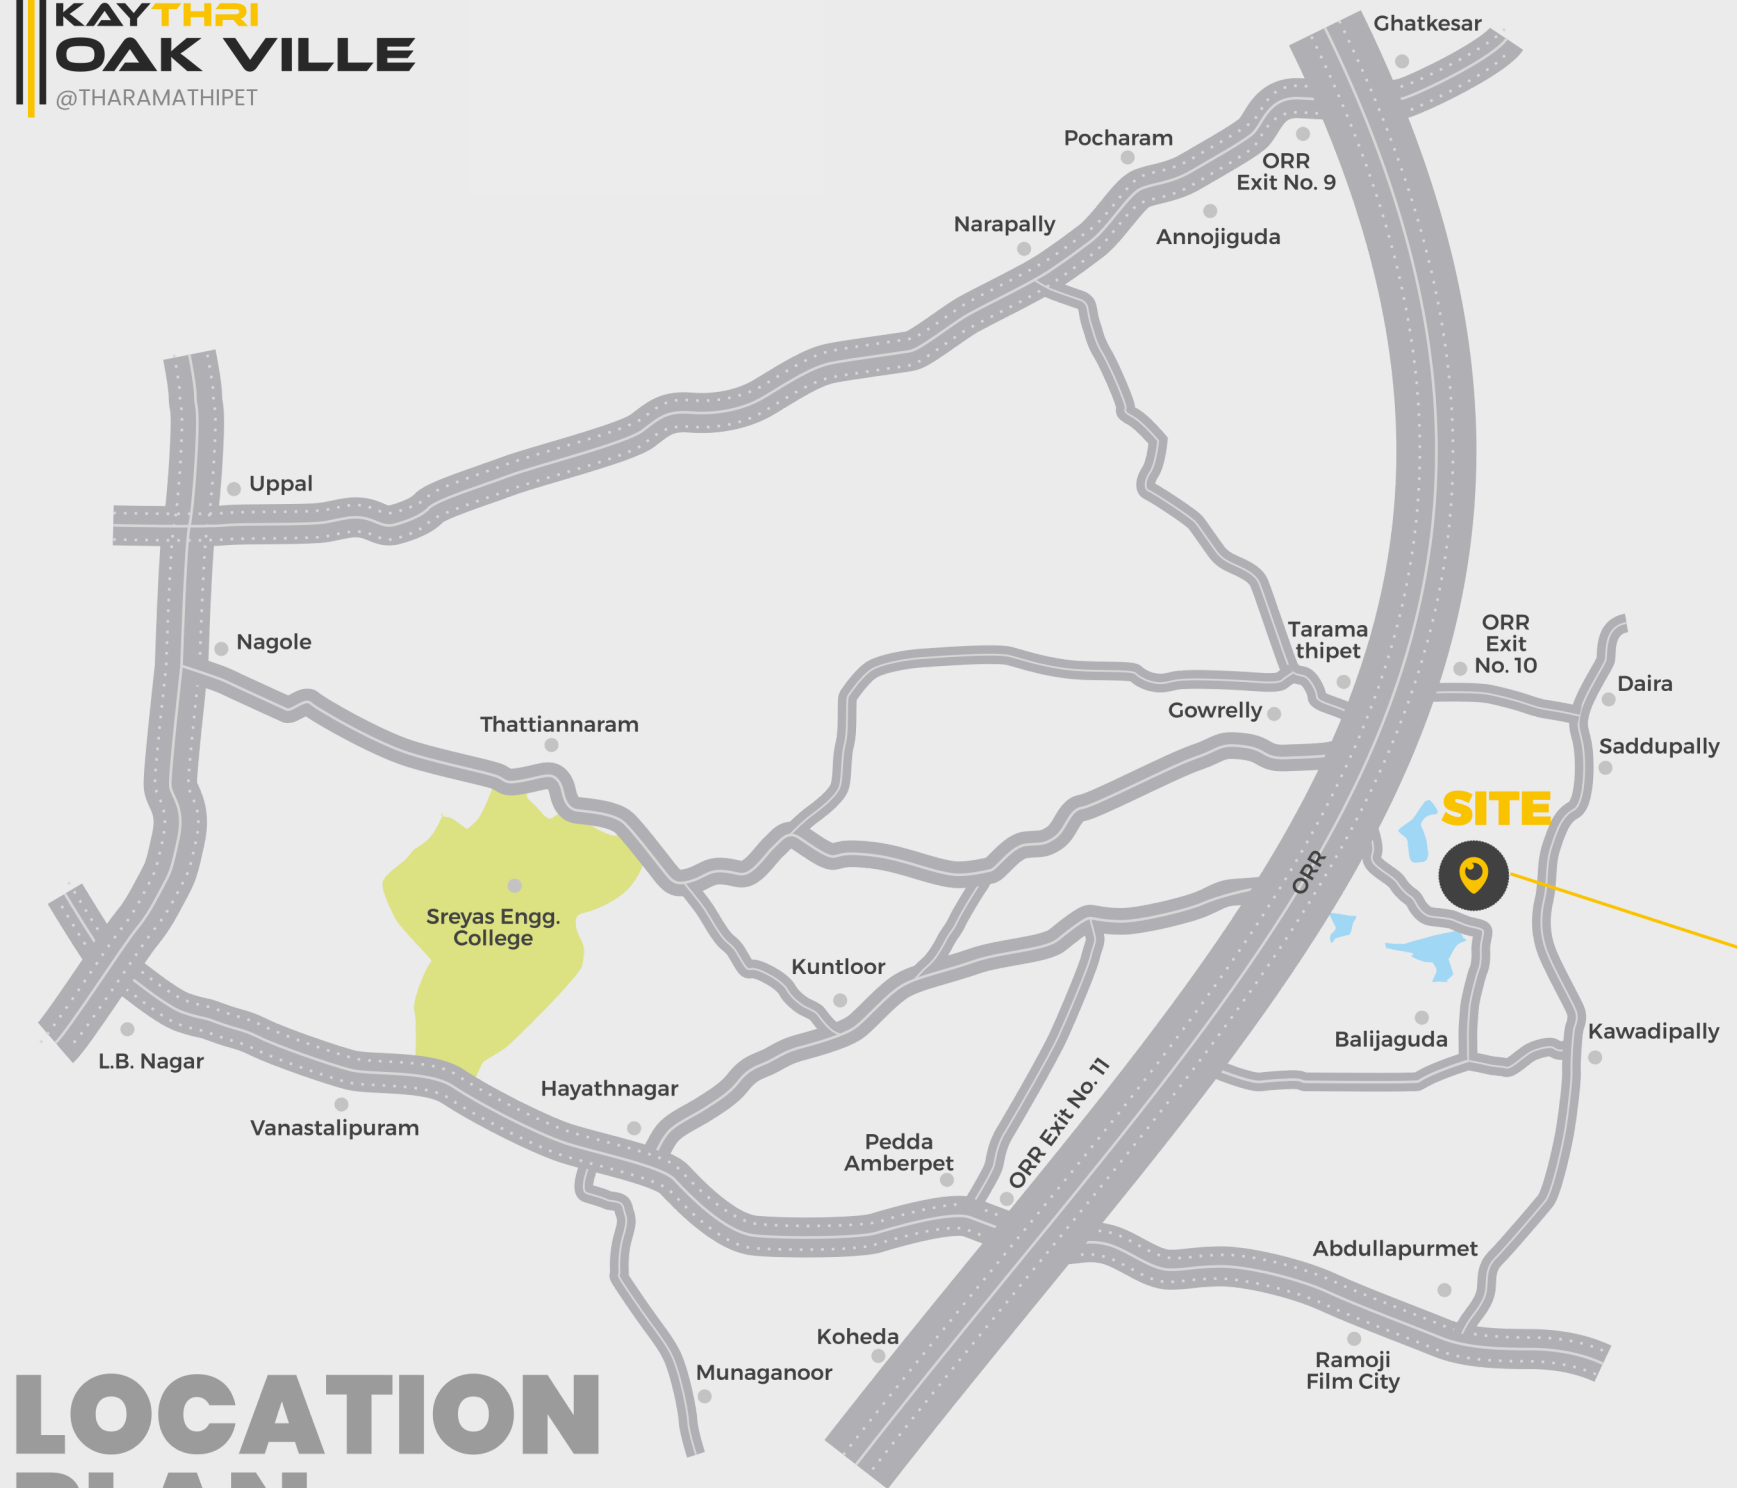 KAYTHRI
OAK VILLE
@THARAMATHIPET
Ghatkesar
Pocharam
ORR
Exit No. 9
Narapally
Annojiguda
Uppal
Nagole
Tarama
thipet
ORR
Exit
No. 10
Daira
Gowrelly
Thattiannaram
Saddupally
SITE
ORR
Sreyas Engg.
College
Kuntloor
Balijaguda
Kawadipally
L.B. Nagar
Hayathnagar
Vanastalipuram
ORR Exit No. 11
Pedda
Amberpet
Abdullapurmet
Koheda
Ramoji
Film City
Munaganoor
LOCATION
PLAN